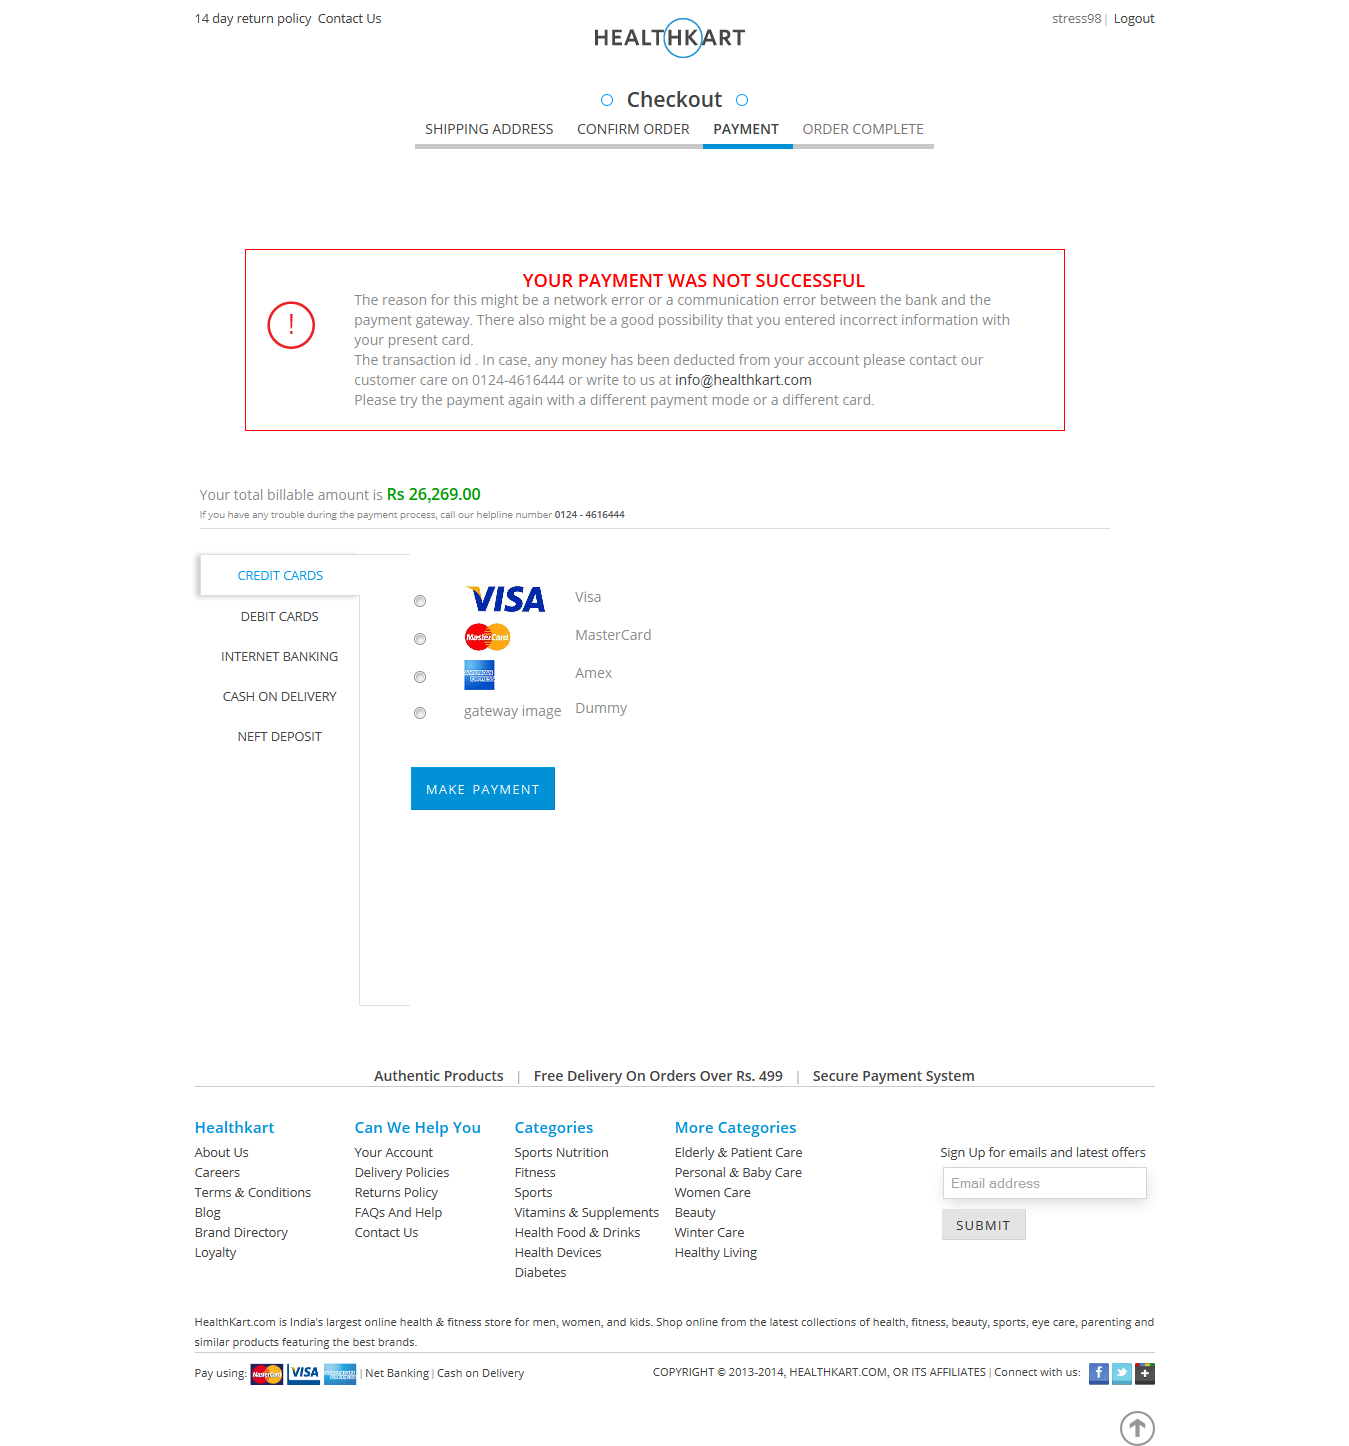 14 day return policy Contact Us
stress98 | Logout
HEALTHKART
Checkout
SHIPPING ADDRESS CONFIRM ORDER PAYMENT ORDER COMPLETE
YOUR PAYMENT WAS NOT SUCCESSFUL
!
The reason for this might be a network error or a communication error between the bank and the
payment gateway. There also might be a good possibility that you entered incorrect information with
your present card.
The transaction id . In case, any money has been deducted from your account please contact our
customer care on 0124-4616444 or write to us at info@healthkart.com
Please try the payment again with a different payment mode or a different card.
Your total billable amount is Rs 26,269.00
If you have any trouble during the payment process, call our helpline number 0124 - 4616444
CREDIT CARDS
DEBIT CARDS
INTERNET BANKING
CASH ON DELIVERY
NEFT DEPOSIT
VISA Visa
MasterCard MasterCard
AMERICAN EXPRESS Amex
gateway image Dummy
MAKE PAYMENT
Authentic Products | Free Delivery On Orders Over Rs. 499 | Secure Payment System
Healthkart
About Us
Careers
Terms & Conditions
Blog
Brand Directory
Loyalty
Can We Help You
Your Account
Delivery Policies
Returns Policy
FAQs And Help
Contact Us
Categories
Sports Nutrition
Fitness
Sports
Vitamins & Supplements
Health Food & Drinks
Health Devices
Diabetes
More Categories
Elderly & Patient Care
Personal & Baby Care
Women Care
Beauty
Winter Care
Healthy Living
Sign Up for emails and latest offers
Email address
SUBMIT
HealthKart.com is India's largest online health & fitness store for men, women, and kids. Shop online from the latest collections of health, fitness, beauty, sports, eye care, parenting and
similar products featuring the best brands.
Pay using: MasterCard VISA AMERICAN EXPRESS | Net Banking | Cash on Delivery
COPYRIGHT © 2013-2014, HEALTHKART.COM, OR ITS AFFILIATES | Connect with us: